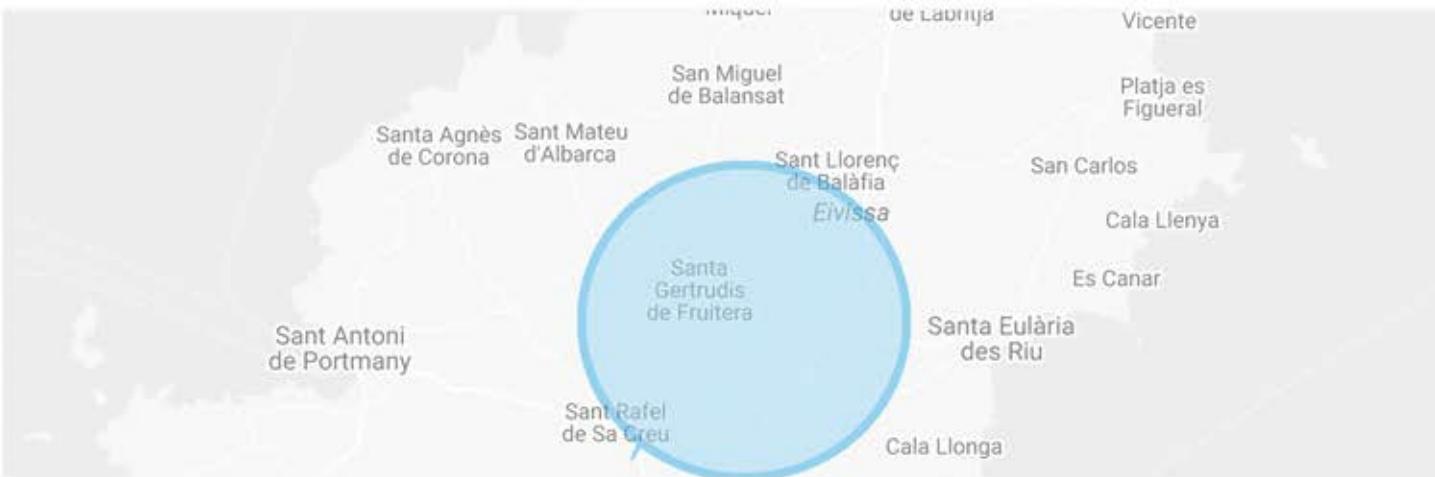 Miquel
de Labritja
Vicente
San Miguel
de Balansat
Platja es
Figueral
Santa Agnès
de Corona
Sant Mateu
d'Albarca
Sant Llorenç
de Balàfia
San Carlos
Eivissa
Cala Llenya
Santa
Gertrudis
de Fruitera
Es Canar
Sant Antoni
de Portmany
Santa Eulària
des Riu
Sant Rafel
de Sa Creu
Cala Llonga